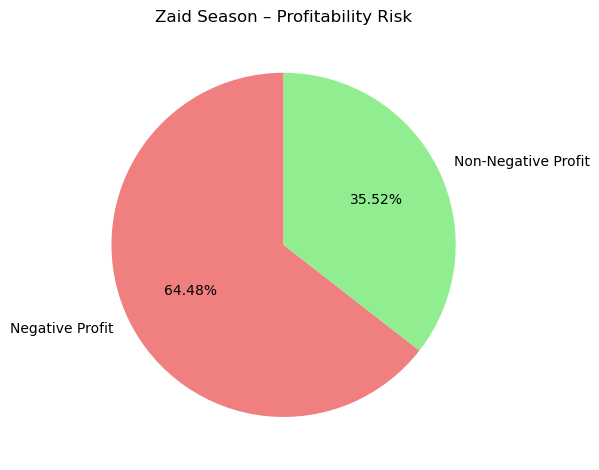 Zaid Season – Profitability Risk
Non-Negative Profit
35.52%
64.48%
Negative Profit